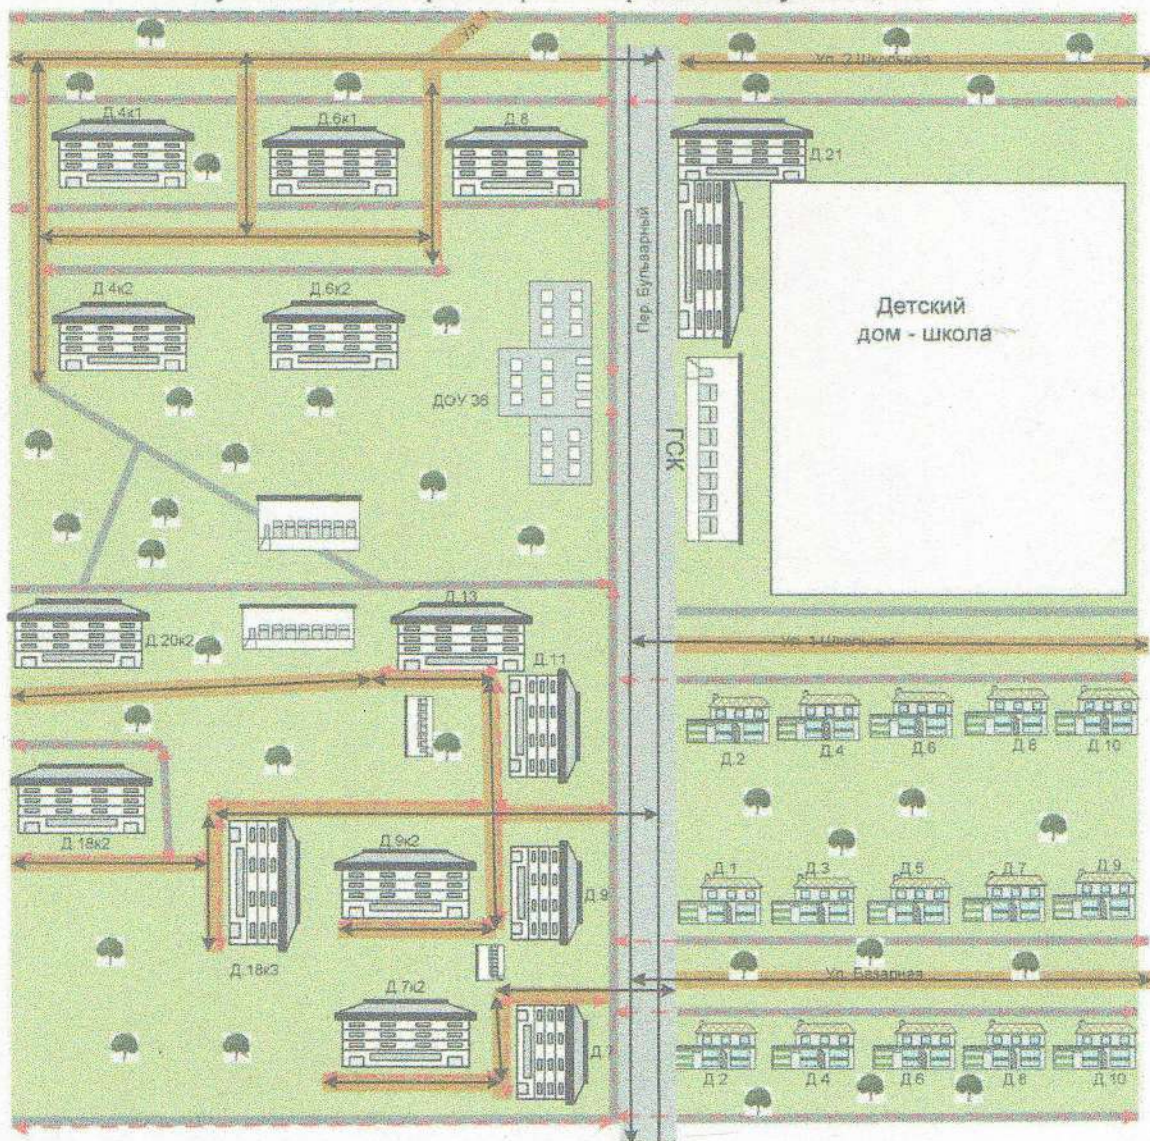 Ул. 2 Школьная
Д.4к1
Д.6к1
Д.8
Д.21
Пер. Бульварный
Д.4к2
Д.6к2
Детский
дом - школа
ДОУ 36
ГСК
Д.13
Д.20к2
Ул. 1 Школьная
Д.11
Д.2
Д.4
Д.6
Д.8
Д.10
Д.18к2
Д.9к2
Д.9
Д.1
Д.3
Д.5
Д.7
Д.9
Д.18к3
Ул. Базарная
Д.7к2
Д.7
Д.2
Д.4
Д.6
Д.8
Д.10